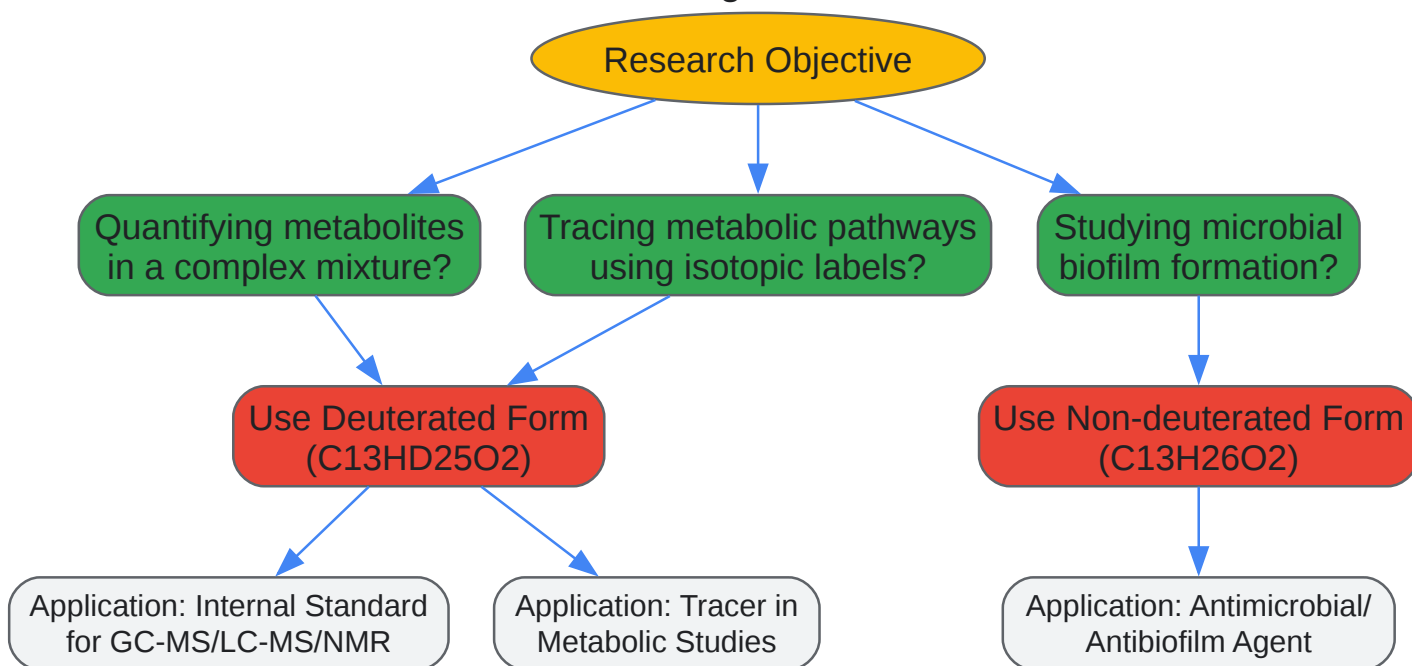 Research Objective
Quantifying metabolites
in a complex mixture?
Tracing metabolic pathways
using isotopic labels?
Studying microbial
biofilm formation?
Use Deuterated Form
(C13HD25O2)
Use Non-deuterated Form
(C13H26O2)
Application: Internal Standard
for GC-MS/LC-MS/NMR
Application: Tracer in
Metabolic Studies
Application: Antimicrobial/
Antibiofilm Agent